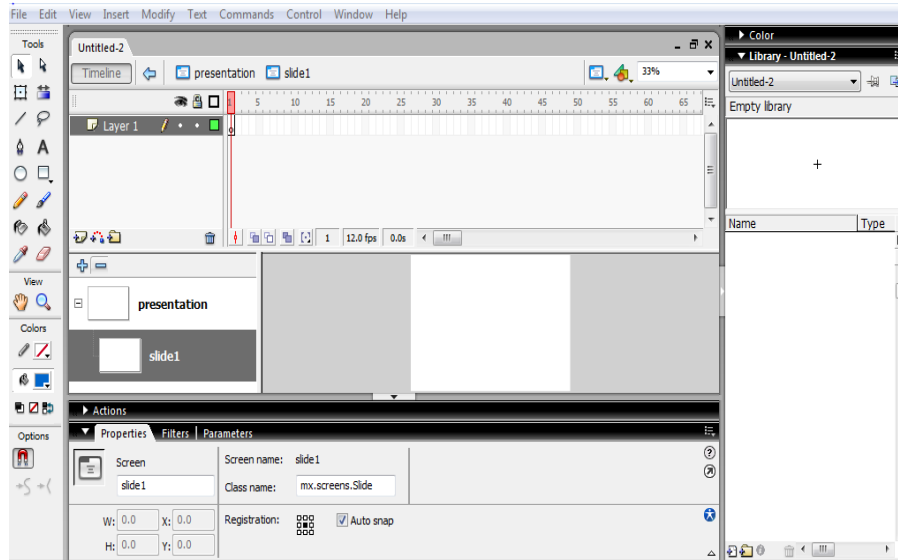 File Edit View Insert Modify Text Commands Control Window Help
Tools
View
Colors
Options
Untitled-2
Timeline presentation slide1 33%
1 5 10 15 20 25 30 35 40 45 50 55 60 65
Layer 1
1 12.0 fps 0.0s
presentation
slide1
Actions
Properties Filters Parameters
Screen
slide1
Screen name: slide1
Class name: mx.screens.Slide
W: 0.0 X: 0.0
H: 0.0 Y: 0.0
Registration: Auto snap
Color
Library - Untitled-2
Untitled-2
Empty library
Name Type